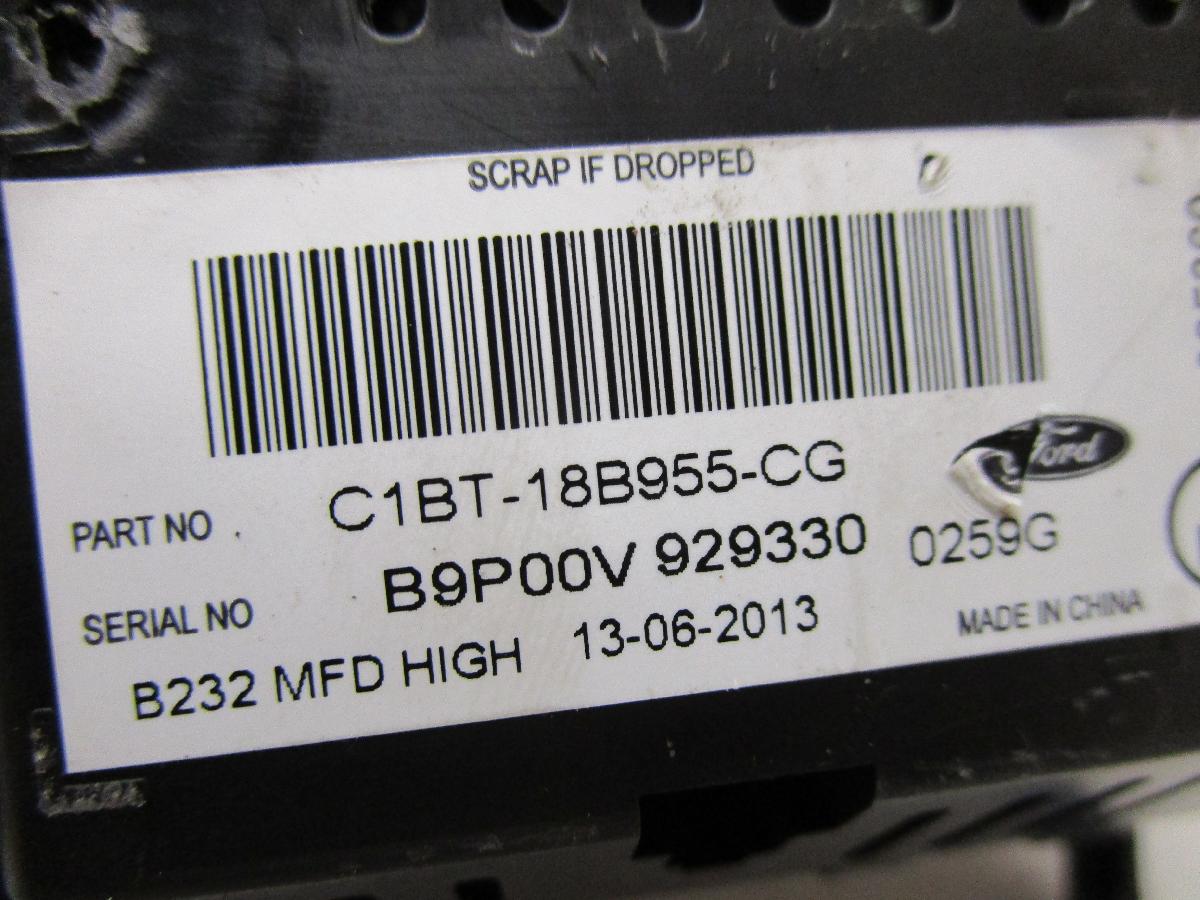 SCRAP IF DROPPED
PART NO C1BT-18B955-CG
Ford
SERIAL NO B9P00V 929330 0259G
B232 MFD HIGH 13-06-2013 MADE IN CHINA